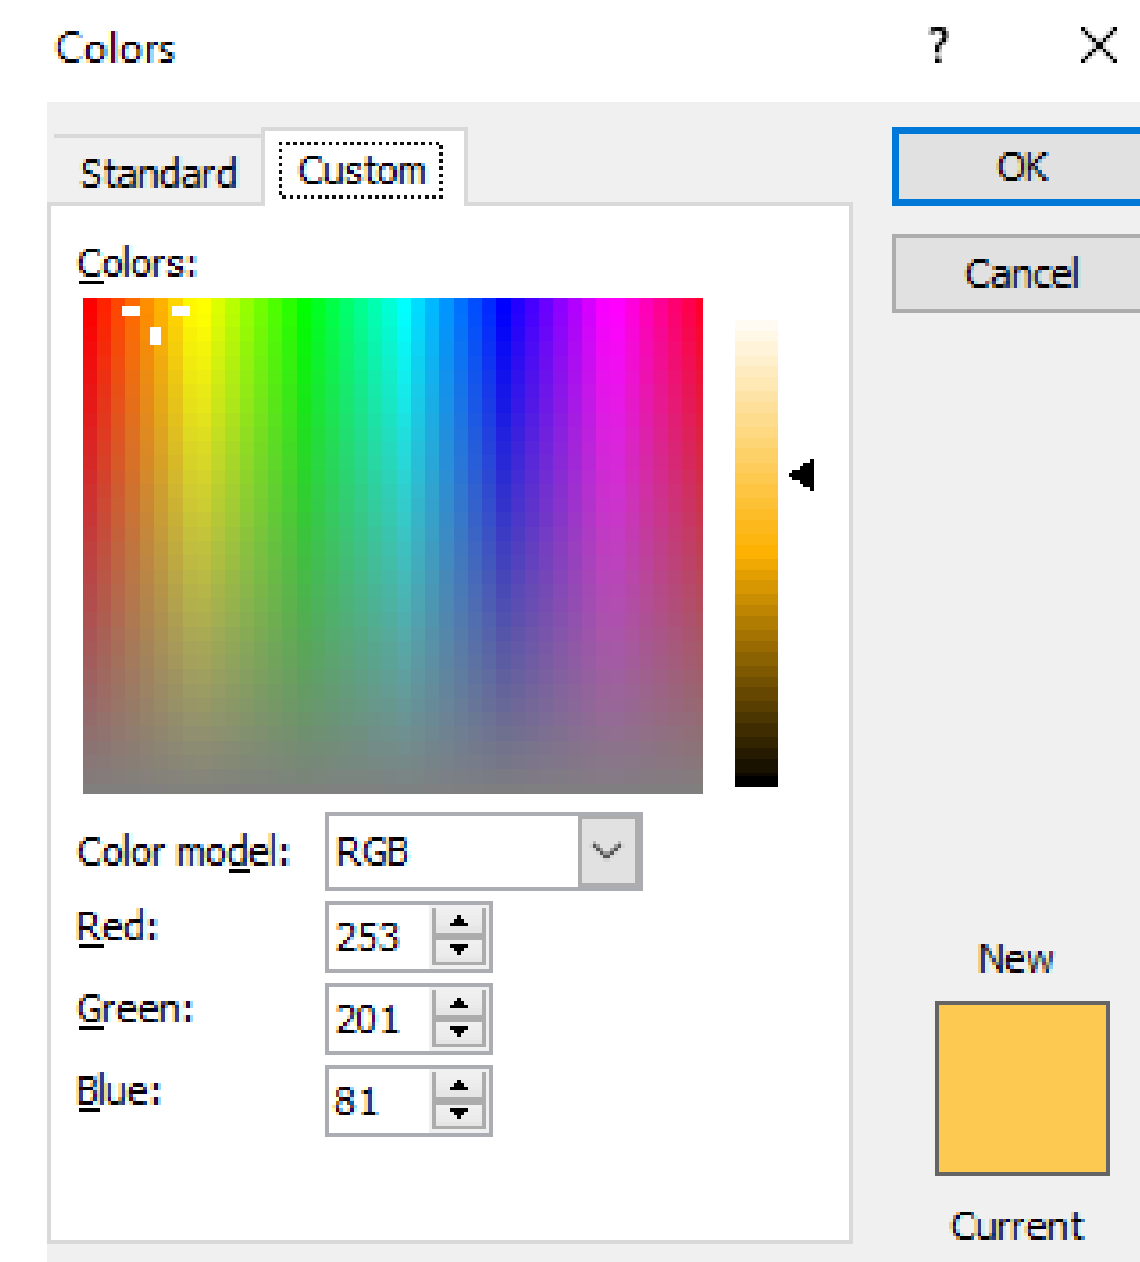 Colors ?
Standard Custom OK
Cancel
Colors:
Color model: RGB
Red: 253
Green: 201
Blue: 81
New
Current